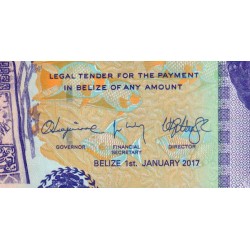 LEGAL TENDER FOR THE PAYMENT
IN BELIZE OF ANY AMOUNT
GOVERNOR FINANCIAL SECRETARY DIRECTOR
BELIZE 1st. JANUARY 2017